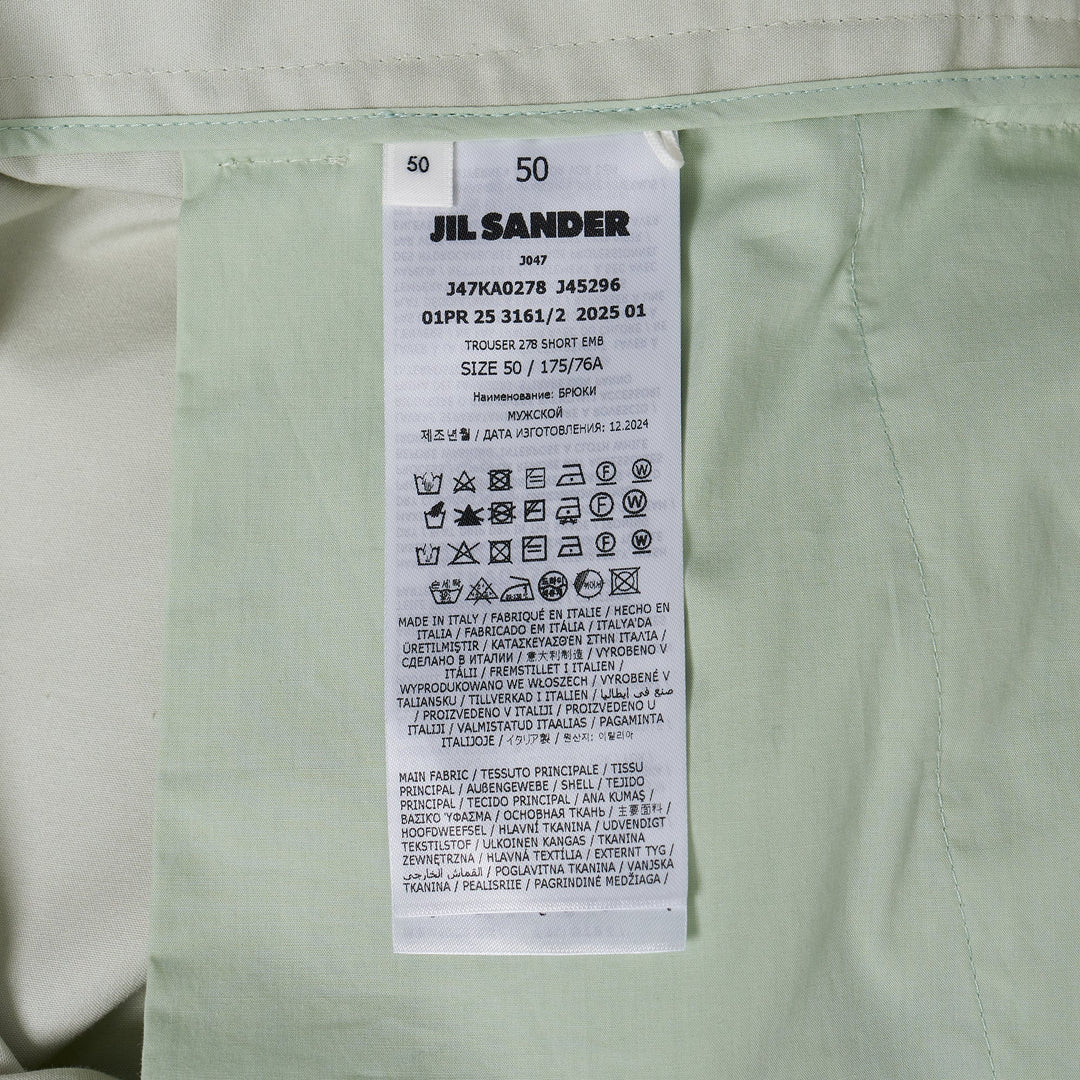 50
50
JIL SANDER
J047
J47KA0278 J45296
01PR 25 3161/2 2025 01
TROUSER 278 SHORT EMB
SIZE 50 / 175/76A
Наименование: БРЮКИ
МУЖСКОЙ
제조년월 / ДАТА ИЗГОТОВЛЕНИЯ: 12.2024
F W
F W
F W
손세탁
MADE IN ITALY / FABRIQUÉ EN ITALIE / HECHO EN
ITALIA / FABRICADO EM ITÁLIA / ITALYA'DA
ÜRETILMIŞTIR / ΚΑΤΑΣΚΕΥΑΣΘΕΝ ΣΤΗΝ ΙΤΑΛΊΑ /
СДЕЛАНО В ИТАЛИИ / 意大利制造 / VYROBENO V
ITÁLII / FREMSTILLET I ITALIEN /
WYPRODUKOWANO WE WŁOSZECH / VYROBENÉ V
TALIANSKU / TILLVERKAD I ITALIEN / صنع في إيطاليا
/ PROIZVEDENO V ITALIJI / PROIZVEDENO U
ITALIJI / VALMISTATUD ITAALIAS / PAGAMINTA
ITALIJOJE / イタリア製 / 원산지: 이탈리아
MAIN FABRIC / TESSUTO PRINCIPALE / TISSU
PRINCIPAL / AUßENGEWEBE / SHELL / TEJIDO
PRINCIPAL / TECIDO PRINCIPAL / ANA KUMAŞ /
ΒΑΣΙΚΌ ΎΦΑΣΜΑ / ОСНОВНАЯ ТКАНЬ / 主要面料 /
HOOFDWEEFSEL / HLAVNÍ TKANINA / UDVENDIGT
TEKSTILSTOF / ULKOINEN KANGAS / TKANINA
ZEWNĘTRZNA / HLAVNÁ TEXTÍLIA / EXTERNT TYG /
القماش الخارجي / POGLAVITNA TKANINA / VANJSKA
TKANINA / PEALISRIIE / PAGRINDINĖ MEDŽIAGA /